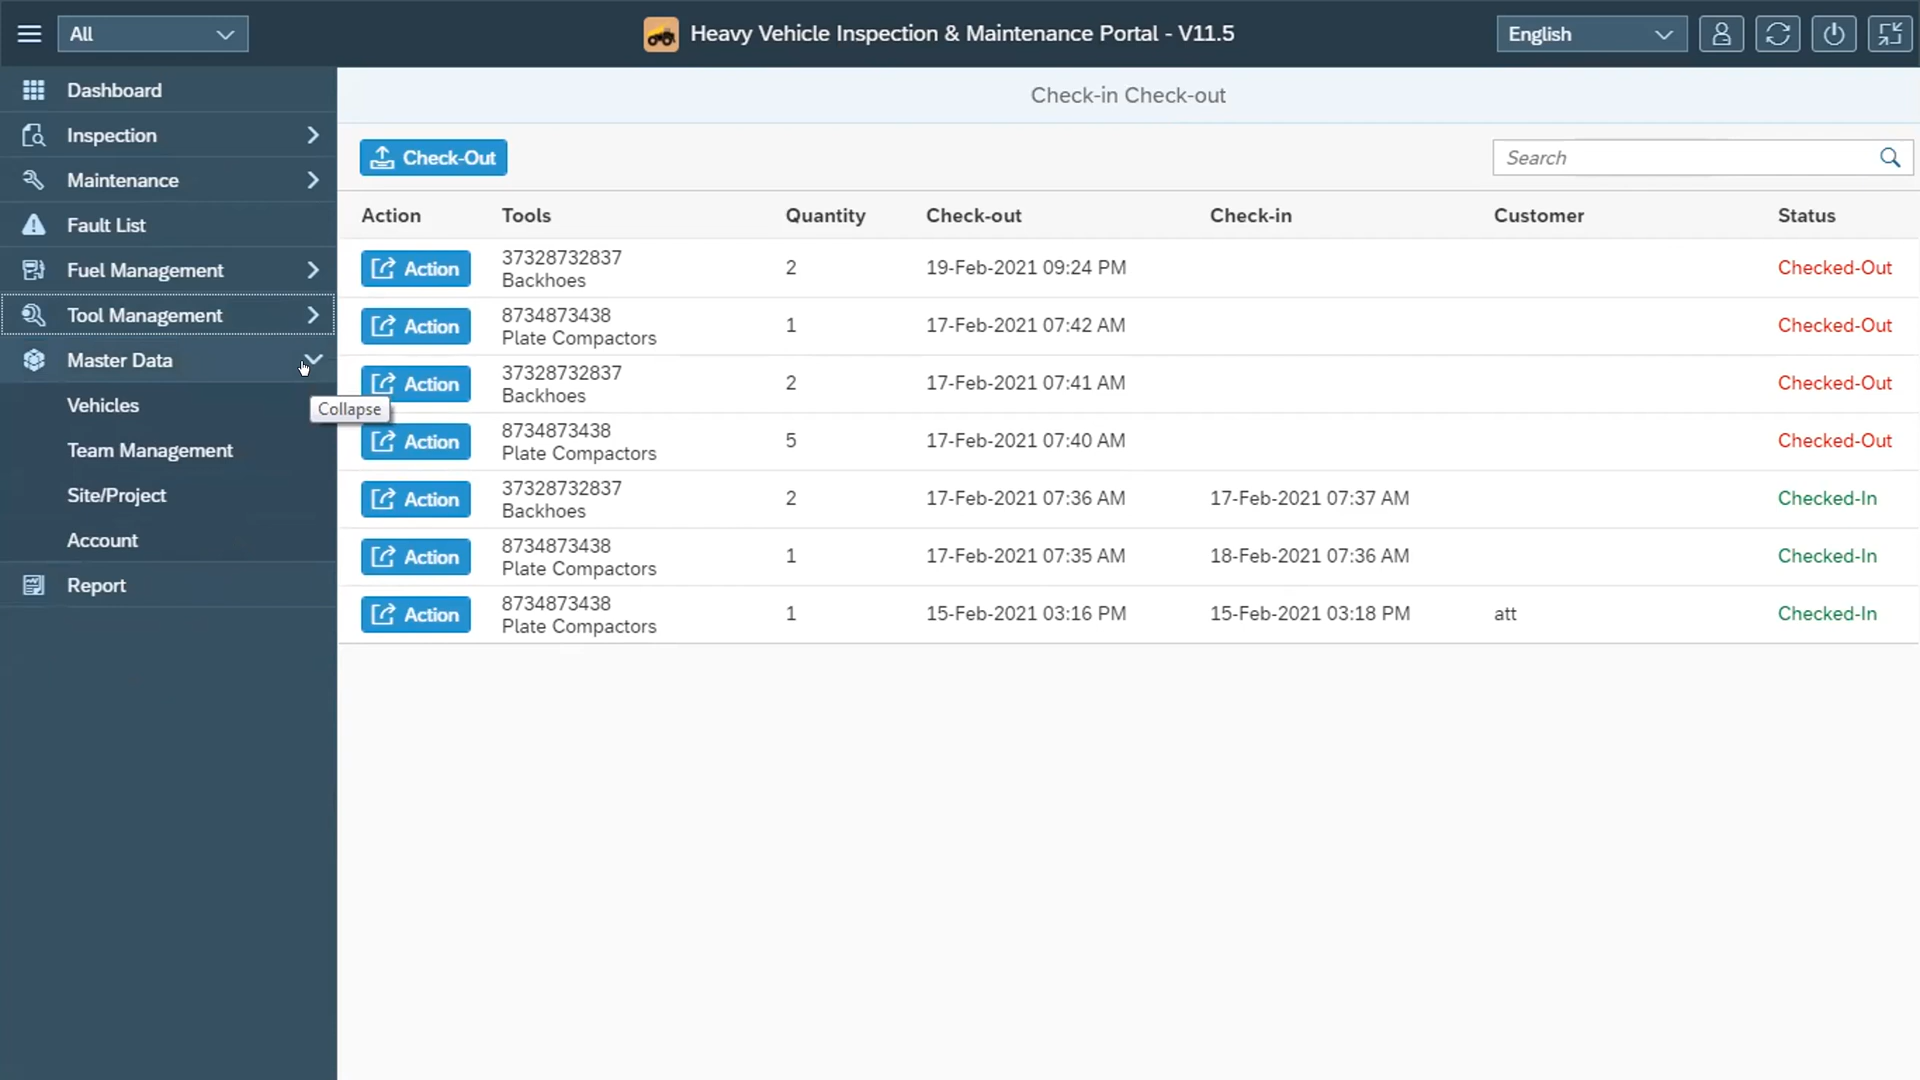 All
Heavy Vehicle Inspection & Maintenance Portal - V11.5
English
Dashboard
Inspection
Maintenance
Fault List
Fuel Management
Tool Management
Master Data
Vehicles
Team Management
Site/Project
Account
Report
Collapse
Check-in Check-out
Check-Out
Search
Action Tools Quantity Check-out Check-in Customer Status
Action 37328732837 2 19-Feb-2021 09:24 PM Checked-Out
Backhoes
Action 8734873438 1 17-Feb-2021 07:42 AM Checked-Out
Plate Compactors
Action 37328732837 2 17-Feb-2021 07:41 AM Checked-Out
Backhoes
Action 8734873438 5 17-Feb-2021 07:40 AM Checked-Out
Plate Compactors
Action 37328732837 2 17-Feb-2021 07:36 AM 17-Feb-2021 07:37 AM Checked-In
Backhoes
Action 8734873438 1 17-Feb-2021 07:35 AM 18-Feb-2021 07:36 AM Checked-In
Plate Compactors
Action 8734873438 1 15-Feb-2021 03:16 PM 15-Feb-2021 03:18 PM att Checked-In
Plate Compactors